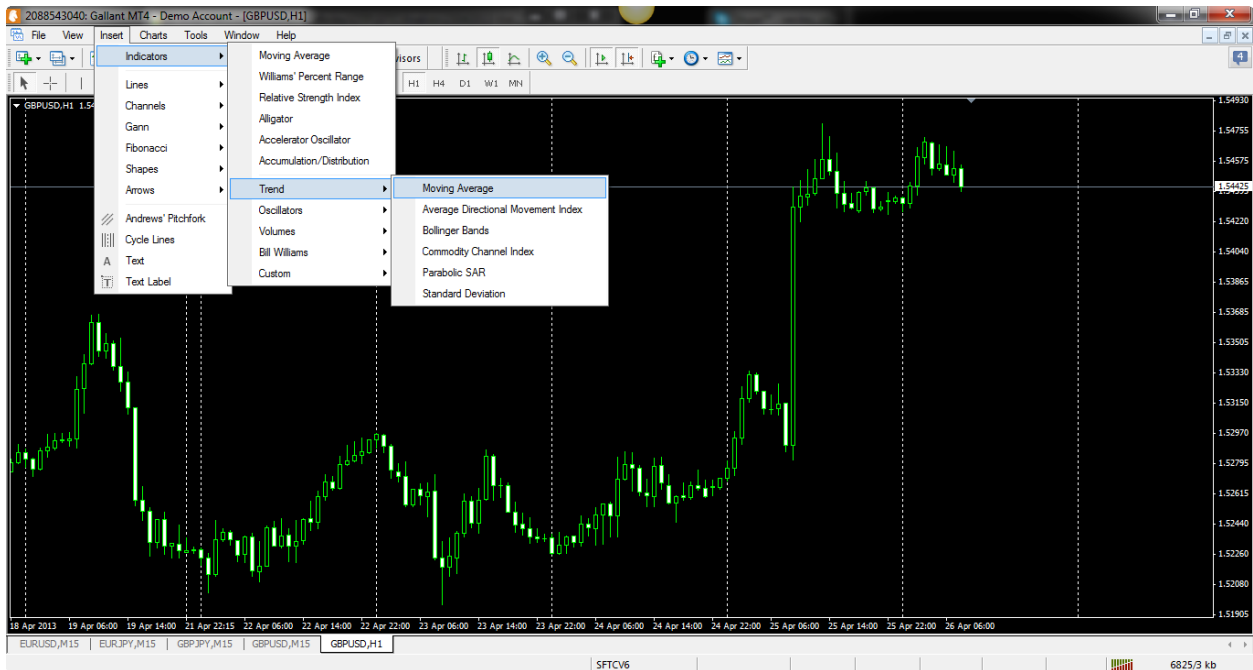 2088543040: Gallant MT4 - Demo Account - [GBPUSD,H1]
File View Insert Charts Tools Window Help
Indicators
Lines
Channels
Gann
Fibonacci
Shapes
Arrows
Andrews' Pitchfork
Cycle Lines
A Text
T Text Label
Moving Average
Williams' Percent Range
Relative Strength Index
Alligator
Accelerator Oscillator
Accumulation/Distribution
Trend
Oscillators
Volumes
Bill Williams
Custom
Moving Average
Average Directional Movement Index
Bollinger Bands
Commodity Channel Index
Parabolic SAR
Standard Deviation
4
H1 H4 D1 W1 MN
GBPUSD,H1
1.54930
1.54755
1.54575
1.54425
1.54220
1.54040
1.53865
1.53685
1.53505
1.53330
1.53150
1.52970
1.52795
1.52615
1.52440
1.52260
1.52080
1.51905
18 Apr 2013 19 Apr 06:00 19 Apr 14:00 21 Apr 22:15 22 Apr 06:00 22 Apr 14:00 22 Apr 22:00 23 Apr 06:00 23 Apr 14:00 23 Apr 22:00 24 Apr 06:00 24 Apr 14:00 24 Apr 22:00 25 Apr 06:00 25 Apr 14:00 25 Apr 22:00 26 Apr 06:00
EURUSD,M15 EURJPY,M15 GBPJPY,M15 GBPUSD,M15 GBPUSD,H1
SFTCV6 6825/3 kb